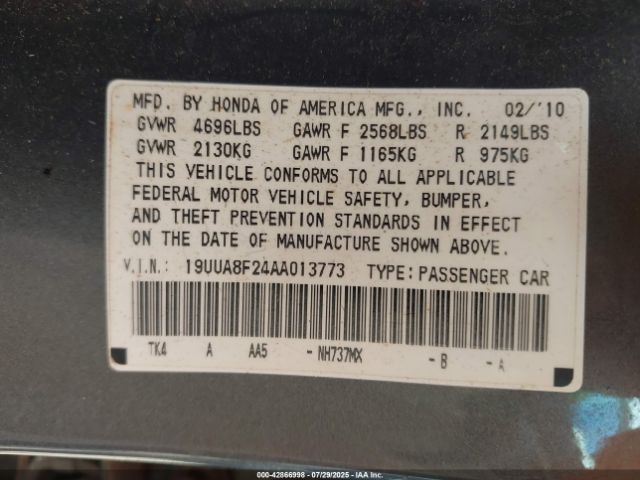 MFD. BY HONDA OF AMERICA MFG., INC. 02/'10
GVWR 4696LBS GAWR F 2568LBS R 2149LBS
GVWR 2130KG GAWR F 1165KG R 975KG
THIS VEHICLE CONFORMS TO ALL APPLICABLE
FEDERAL MOTOR VEHICLE SAFETY, BUMPER,
AND THEFT PREVENTION STANDARDS IN EFFECT
ON THE DATE OF MANUFACTURE SHOWN ABOVE.
V.I.N.: 19UUA8F24AA013773 TYPE: PASSENGER CAR
TK4 A AA5 - NH737MX - B - A
000-42866998 | 07/29/2025 | IAA.com